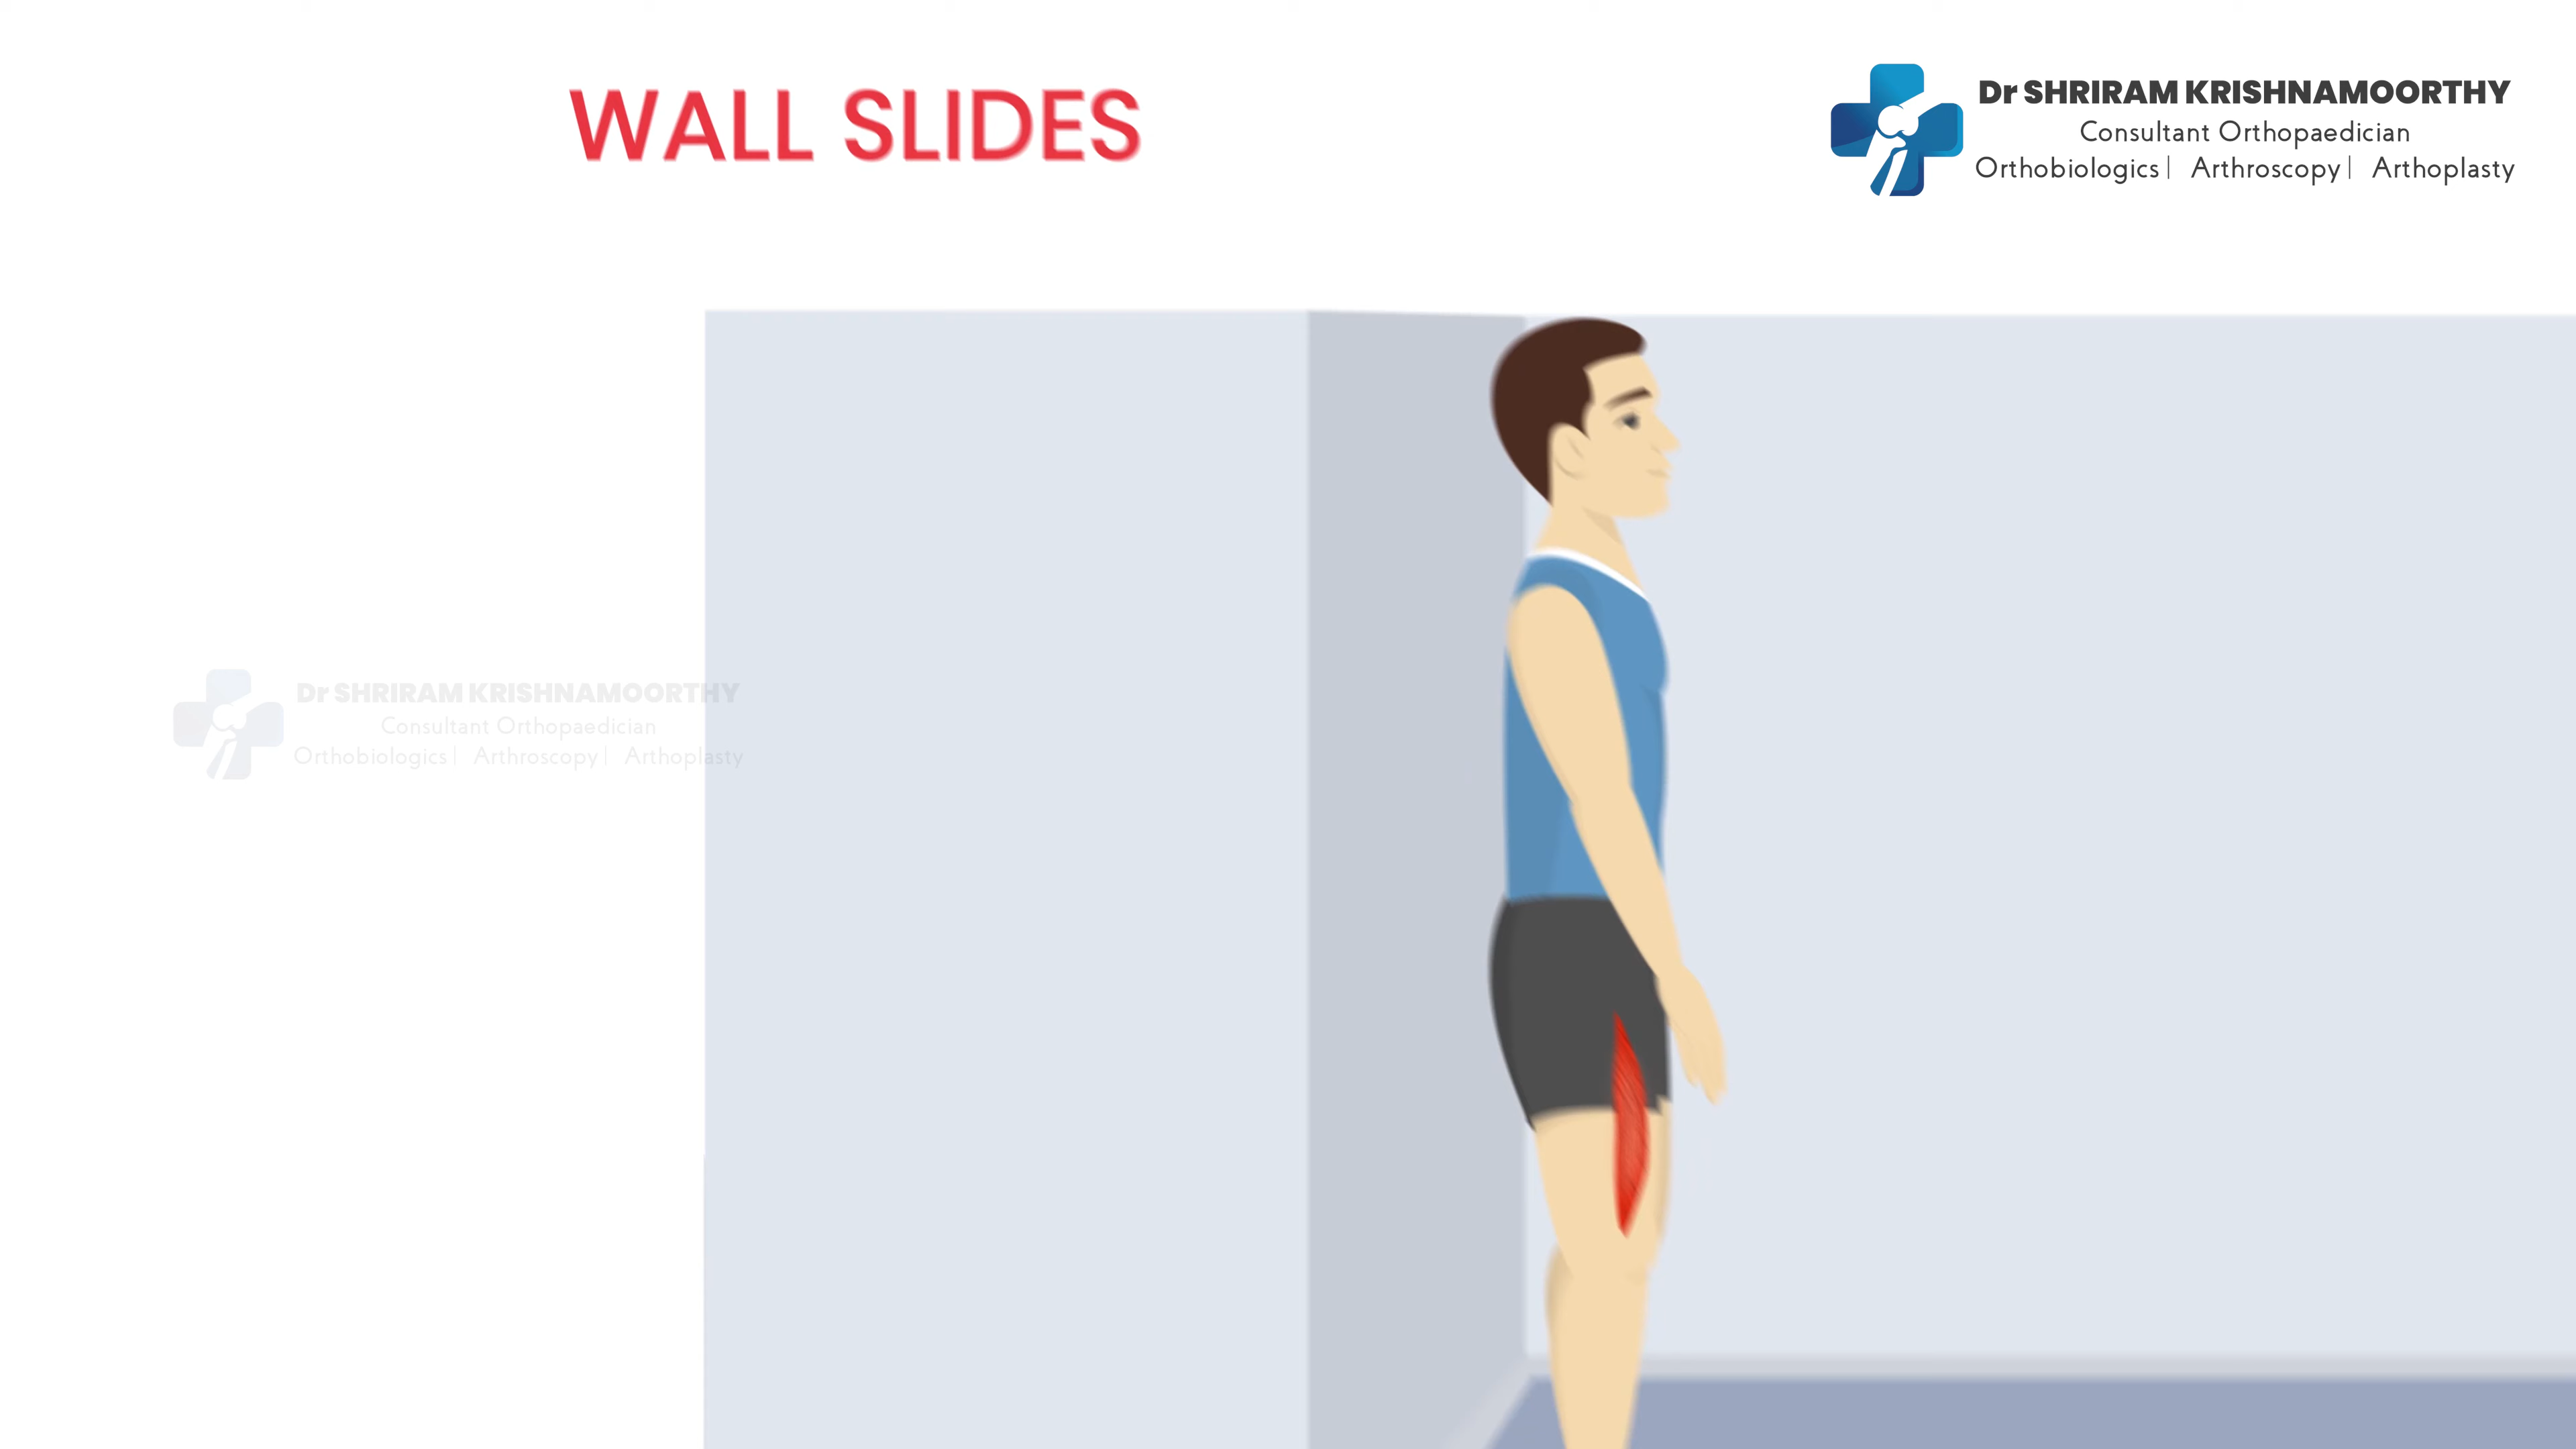 WALL SLIDES
Dr SHRIRAM KRISHNAMOORTHY
Consultant Orthopaedician
Orthobiologics | Arthroscopy | Arthoplasty
Dr SHRIRAM KRISHNAMOORTHY
Consultant Orthopaedician
Orthobiologics | Arthroscopy | Arthoplasty